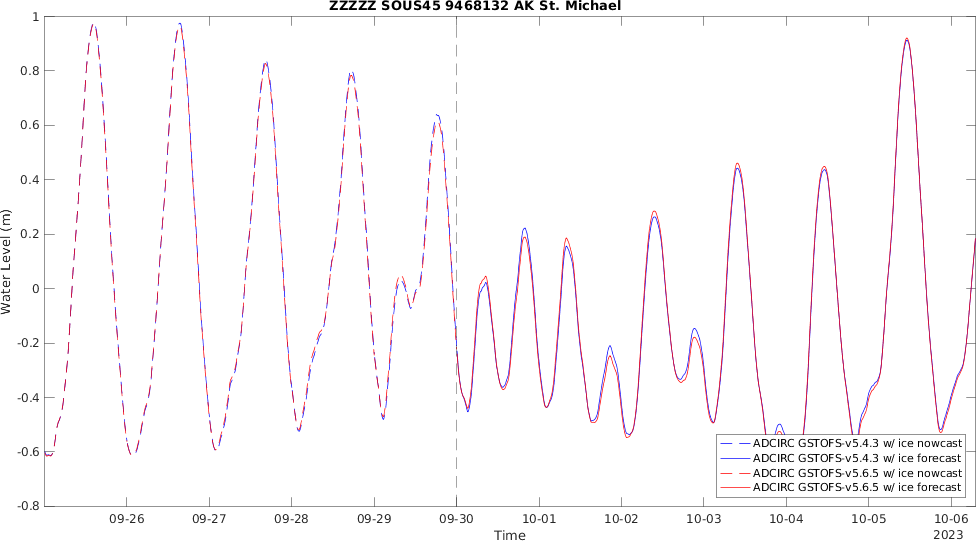 ZZZZZ SOUS45 9468132 AK St. Michael
1
0.8
0.6
0.4
0.2
0
-0.2
-0.4
-0.6
-0.8
Water Level (m)
ADCIRC GSTOFS-v5.4.3 w/ ice nowcast
ADCIRC GSTOFS-v5.4.3 w/ ice forecast
ADCIRC GSTOFS-v5.6.5 w/ ice nowcast
ADCIRC GSTOFS-v5.6.5 w/ ice forecast
09-26 09-27 09-28 09-29 09-30 10-01 10-02 10-03 10-04 10-05 10-06
2023
Time